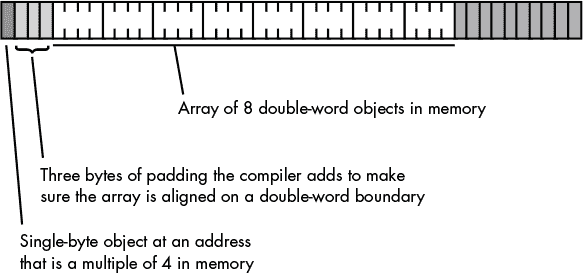 Array of 8 double-word objects in memory
Three bytes of padding the compiler adds to make
sure the array is aligned on a double-word boundary
Single-byte object at an address
that is a multiple of 4 in memory